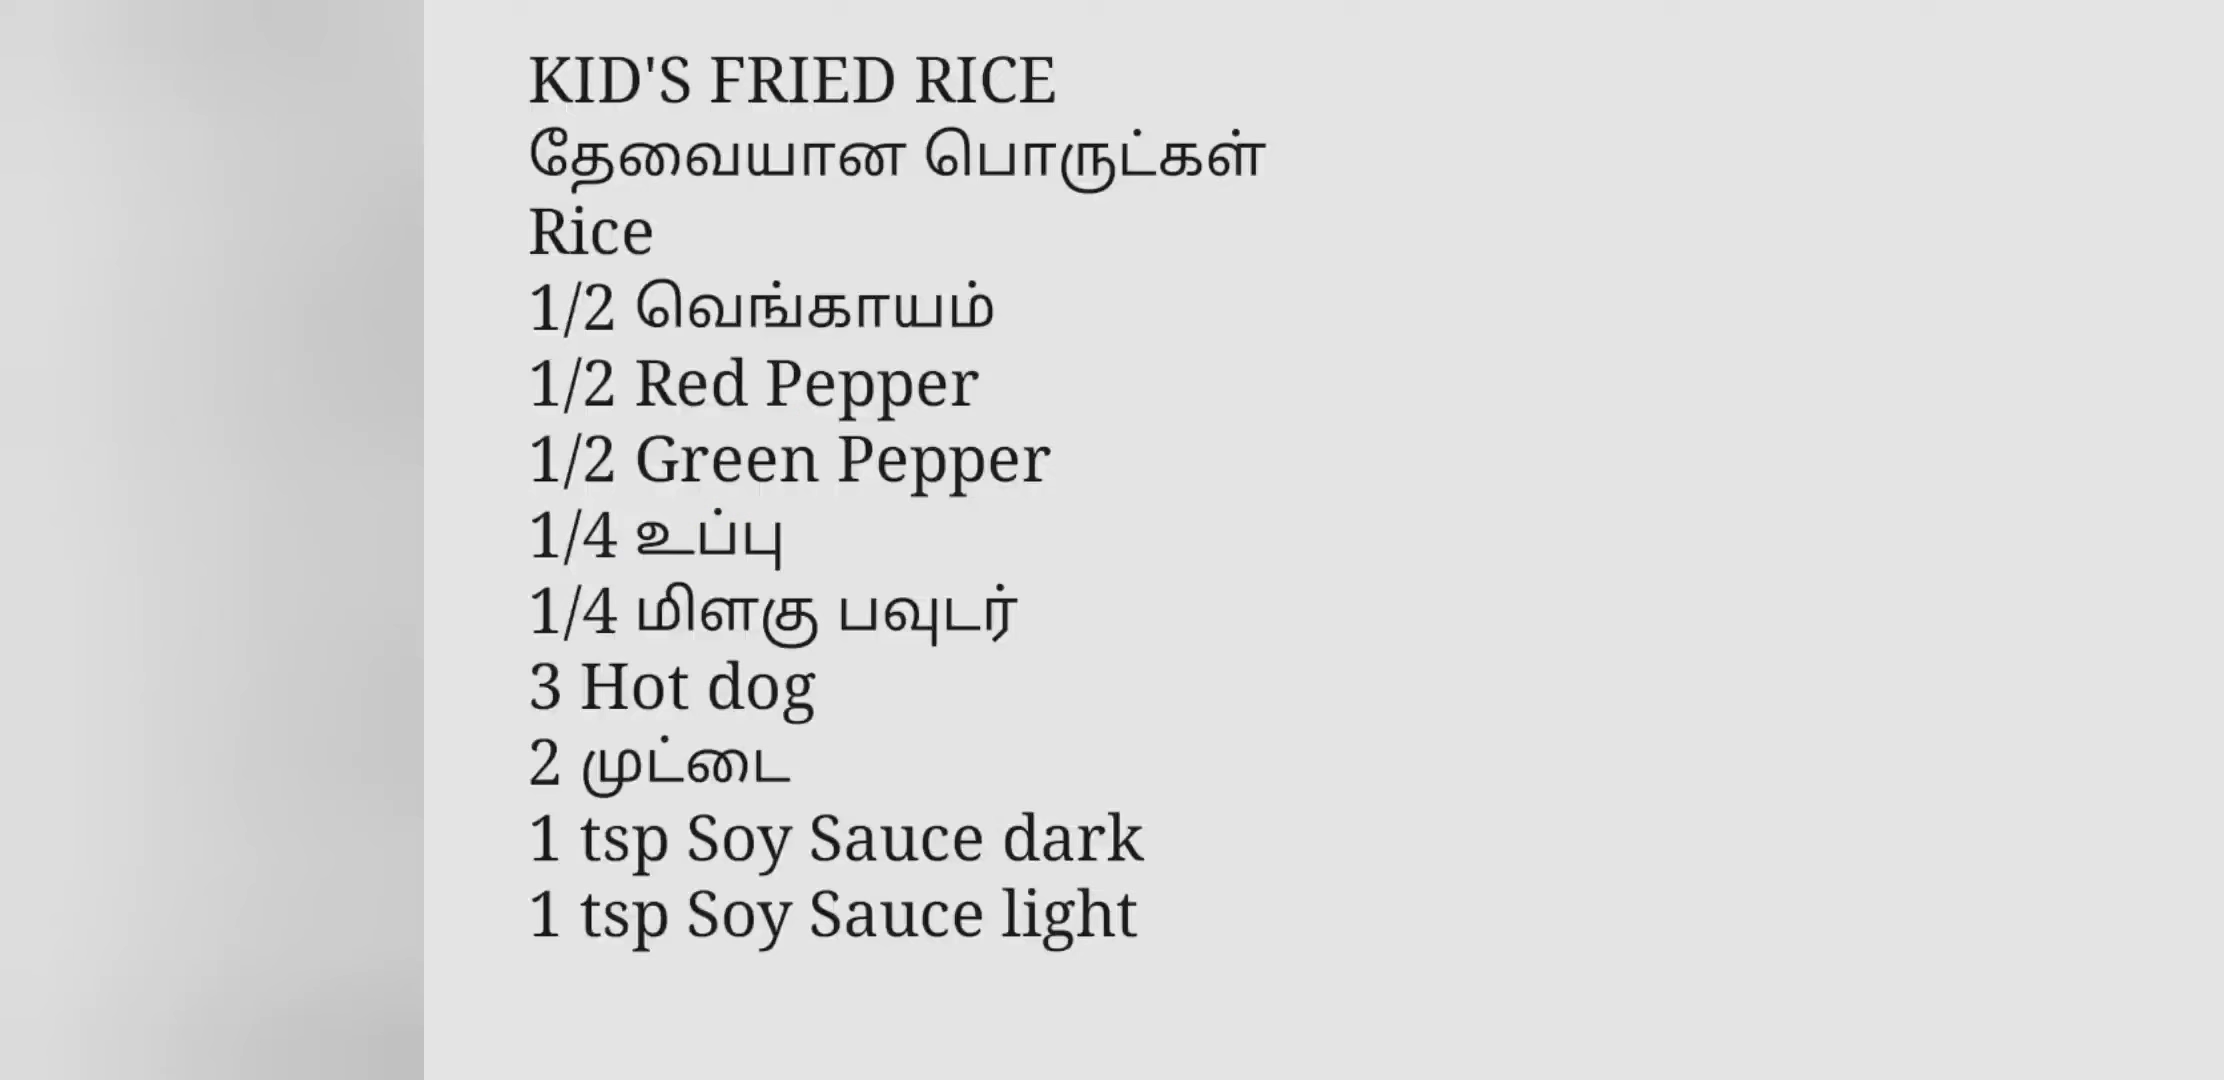 KID'S FRIED RICE
தேவையான பொருட்கள்
Rice
1/2 வெங்காயம்
1/2 Red Pepper
1/2 Green Pepper
1/4 உப்பு
1/4 மிளகு பவுடர்
3 Hot dog
2 முட்டை
1 tsp Soy Sauce dark
1 tsp Soy Sauce light